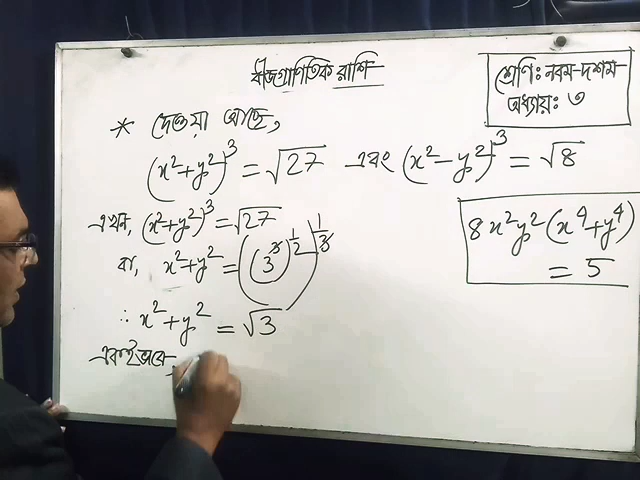 বীজগাণিতিক রাশি
শ্রেণি: নবম-দশম
অধ্যায়: ৩
* দেওয়া আছে,
(x²+y²)³ = √27 এবং (x²-y²)³ = √8
এখন, (x²+y²)³ = √27
বা, x²+y² = ((3³)^½)^⅓
∴ x²+y² = √3
একইভাবে,
8x²y²(x⁴+y⁴)
= 5